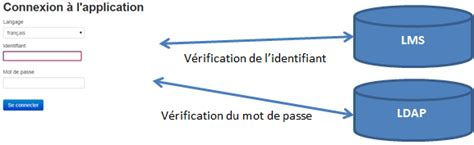 Connexion à l'application
Langage
français
Identifiant
Mot de passe
Se connecter
Vérification de l'identifiant
Vérification du mot de passe
LMS
LDAP